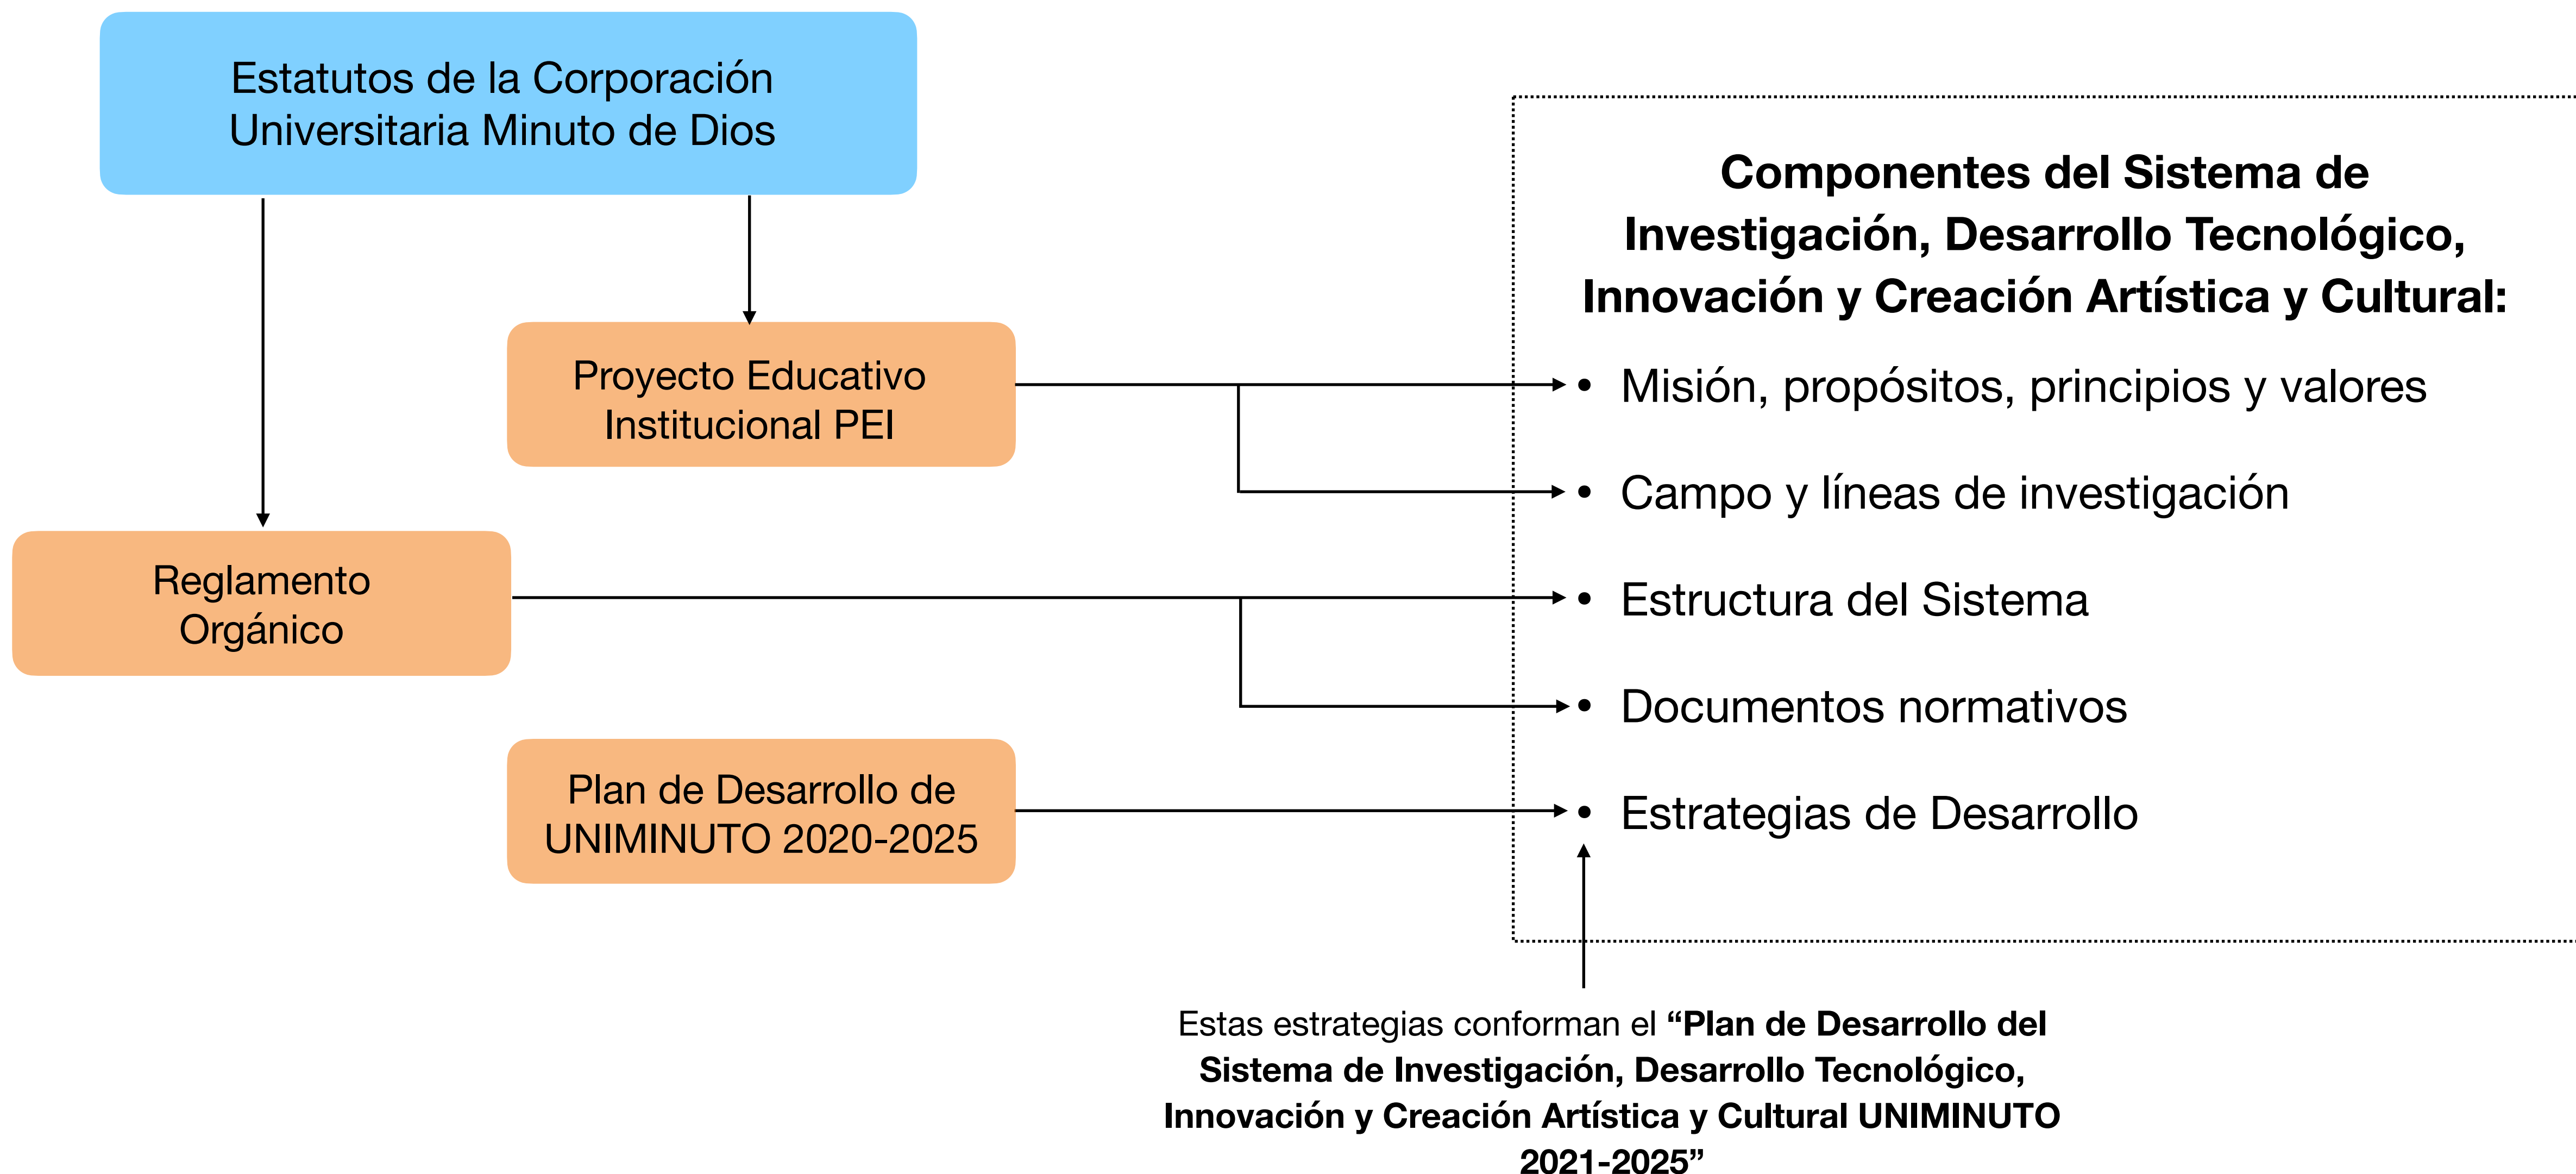 Estatutos de la Corporación
Universitaria Minuto de Dios
Componentes del Sistema de
Investigación, Desarrollo Tecnológico,
Innovación y Creación Artística y Cultural:
Proyecto Educativo
Institucional PEI
• Misión, propósitos, principios y valores
• Campo y líneas de investigación
Reglamento
Orgánico
• Estructura del Sistema
• Documentos normativos
Plan de Desarrollo de
UNIMINUTO 2020-2025
• Estrategias de Desarrollo
Estas estrategias conforman el “Plan de Desarrollo del
Sistema de Investigación, Desarrollo Tecnológico,
Innovación y Creación Artística y Cultural UNIMINUTO
2021-2025”